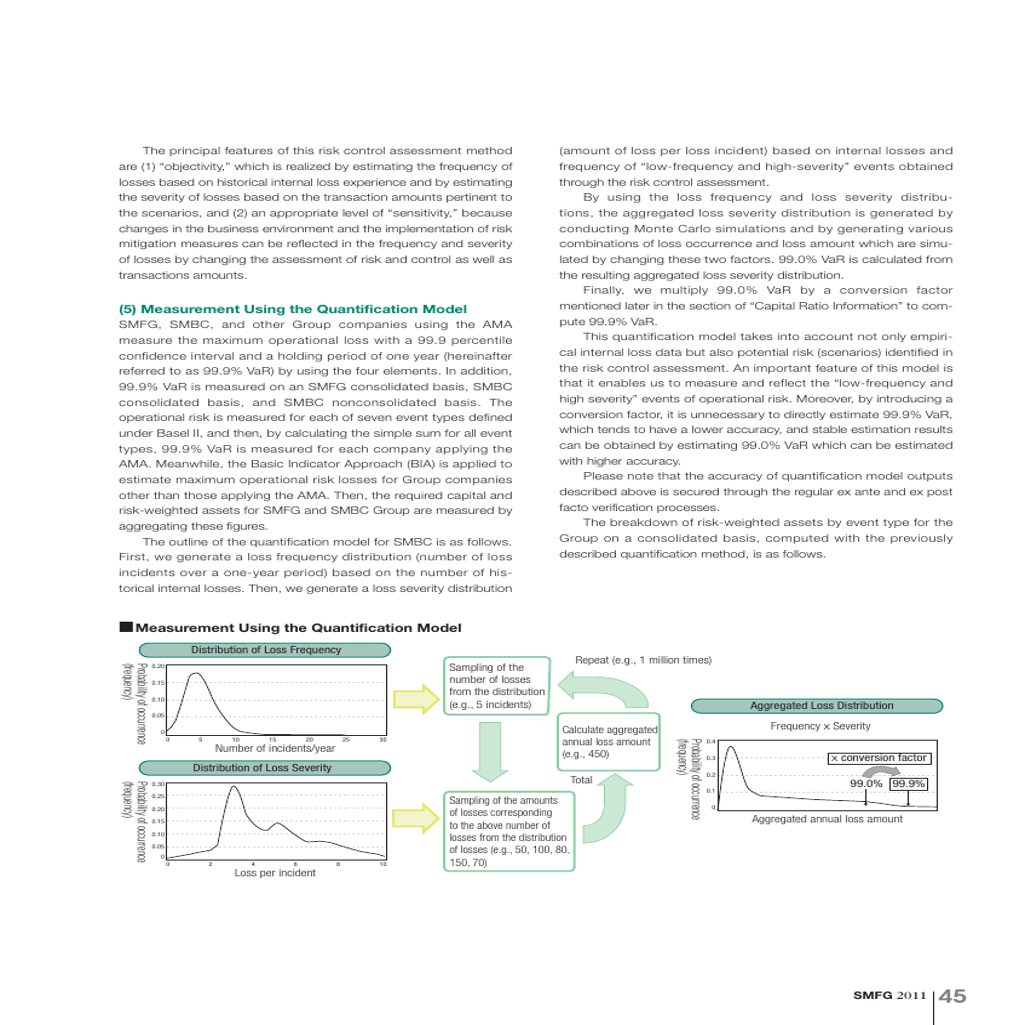 The principal features of this risk control assessment method
are (1) “objectivity,” which is realized by estimating the frequency of
losses based on historical internal loss experience and by estimating
the severity of losses based on the transaction amounts pertinent to
the scenarios, and (2) an appropriate level of “sensitivity,” because
changes in the business environment and the implementation of risk
mitigation measures can be reflected in the frequency and severity
of losses by changing the assessment of risk and control as well as
transactions amounts.
(5) Measurement Using the Quantification Model
SMFG, SMBC, and other Group companies using the AMA
measure the maximum operational loss with a 99.9 percentile
confidence interval and a holding period of one year (hereinafter
referred to as 99.9% VaR) by using the four elements. In addition,
99.9% VaR is measured on an SMFG consolidated basis, SMBC
consolidated basis, and SMBC nonconsolidated basis. The
operational risk is measured for each of seven event types defined
under Basel II, and then, by calculating the simple sum for all event
types, 99.9% VaR is measured for each company applying the
AMA. Meanwhile, the Basic Indicator Approach (BIA) is applied to
estimate maximum operational risk losses for Group companies
other than those applying the AMA. Then, the required capital and
risk-weighted assets for SMFG and SMBC Group are measured by
aggregating these figures.
The outline of the quantification model for SMBC is as follows.
First, we generate a loss frequency distribution (number of loss
incidents over a one-year period) based on the number of his-
torical internal losses. Then, we generate a loss severity distribution
(amount of loss per loss incident) based on internal losses and
frequency of “low-frequency and high-severity” events obtained
through the risk control assessment.
By using the loss frequency and loss severity distribu-
tions, the aggregated loss severity distribution is generated by
conducting Monte Carlo simulations and by generating various
combinations of loss occurrence and loss amount which are simu-
lated by changing these two factors. 99.0% VaR is calculated from
the resulting aggregated loss severity distribution.
Finally, we multiply 99.0% VaR by a conversion factor
mentioned later in the section of “Capital Ratio Information” to com-
pute 99.9% VaR.
This quantification model takes into account not only empiri-
cal internal loss data but also potential risk (scenarios) identified in
the risk control assessment. An important feature of this model is
that it enables us to measure and reflect the “low-frequency and
high severity” events of operational risk. Moreover, by introducing a
conversion factor, it is unnecessary to directly estimate 99.9% VaR,
which tends to have a lower accuracy, and stable estimation results
can be obtained by estimating 99.0% VaR which can be estimated
with higher accuracy.
Please note that the accuracy of quantification model outputs
described above is secured through the regular ex ante and ex post
facto verification processes.
The breakdown of risk-weighted assets by event type for the
Group on a consolidated basis, computed with the previously
described quantification method, is as follows.
■Measurement Using the Quantification Model
Distribution of Loss Frequency
Probability of occurrence
(frequency)
0.20
0.15
0.10
0.05
0
0 5 10 15 20 25 30
Number of incidents/year
Distribution of Loss Severity
Probability of occurrence
(frequency)
0.30
0.25
0.20
0.15
0.10
0.05
0
0 2 4 6 8 10
Loss per incident
Sampling of the
number of losses
from the distribution
(e.g., 5 incidents)
Repeat (e.g., 1 million times)
Calculate aggregated
annual loss amount
(e.g., 450)
Total
Sampling of the amounts
of losses corresponding
to the above number of
losses from the distribution
of losses (e.g., 50, 100, 80,
150, 70)
Aggregated Loss Distribution
Frequency × Severity
Probability of occurrence
(frequency)
0.4
0.3
0.2
0.1
0
× conversion factor
99.0% 99.9%
Aggregated annual loss amount
SMFG 2011 45